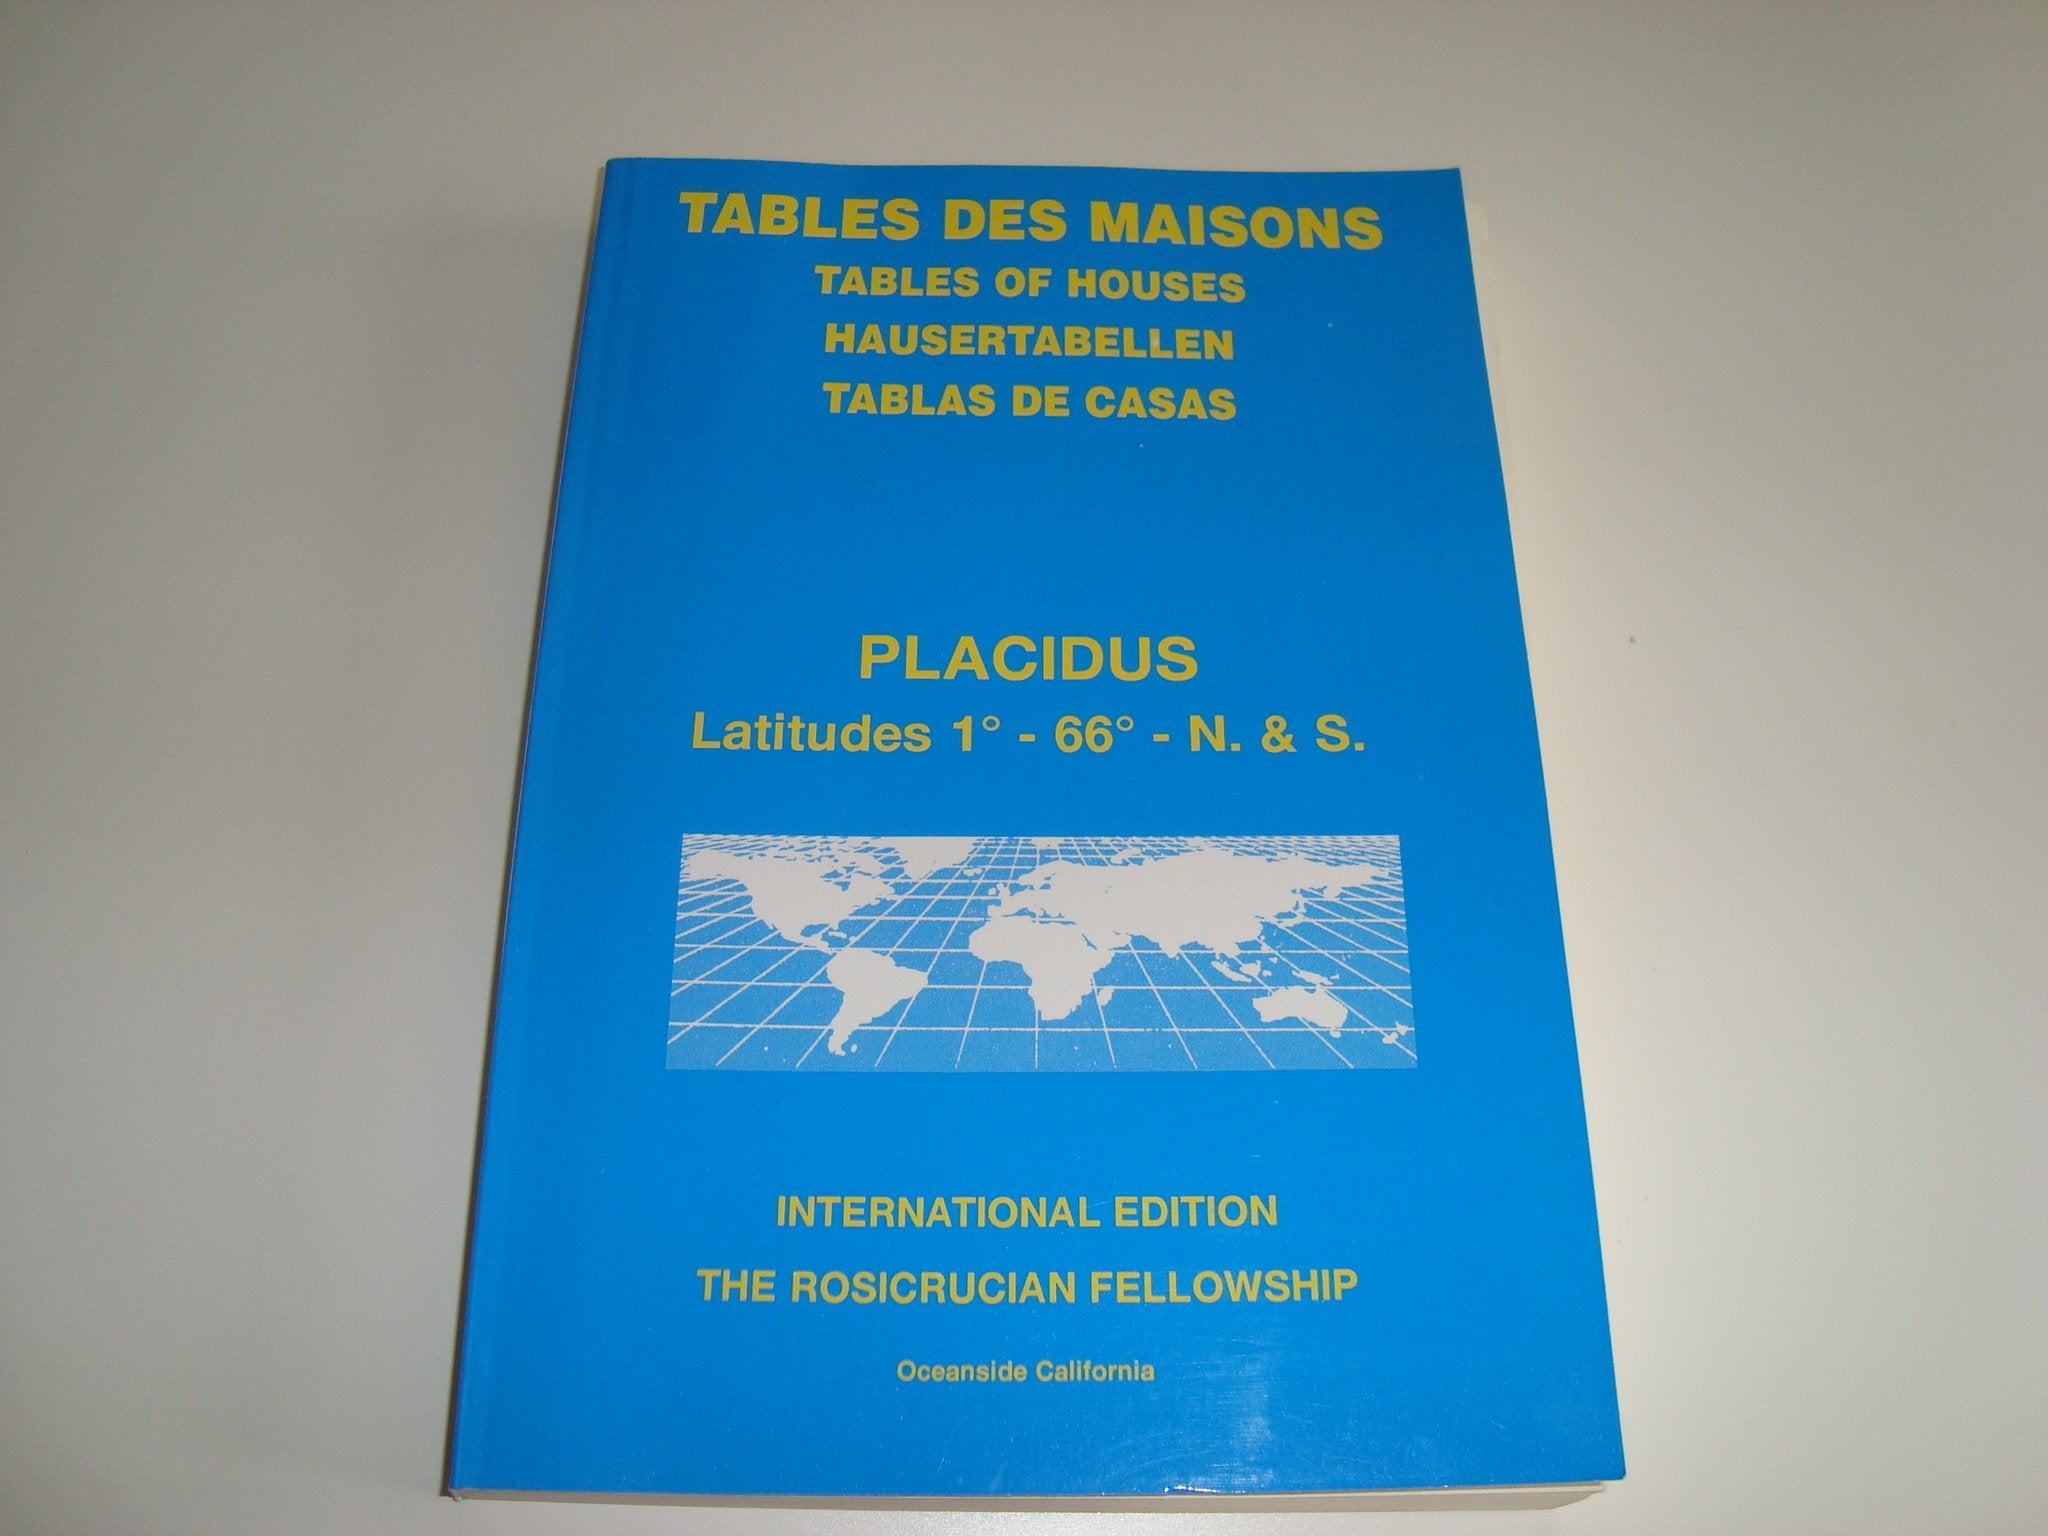 TABLES DES MAISONS
TABLES OF HOUSES
HAUSERTABELLEN
TABLAS DE CASAS
PLACIDUS
Latitudes 1° - 66° - N. & S.
INTERNATIONAL EDITION
THE ROSICRUCIAN FELLOWSHIP
Oceanside California